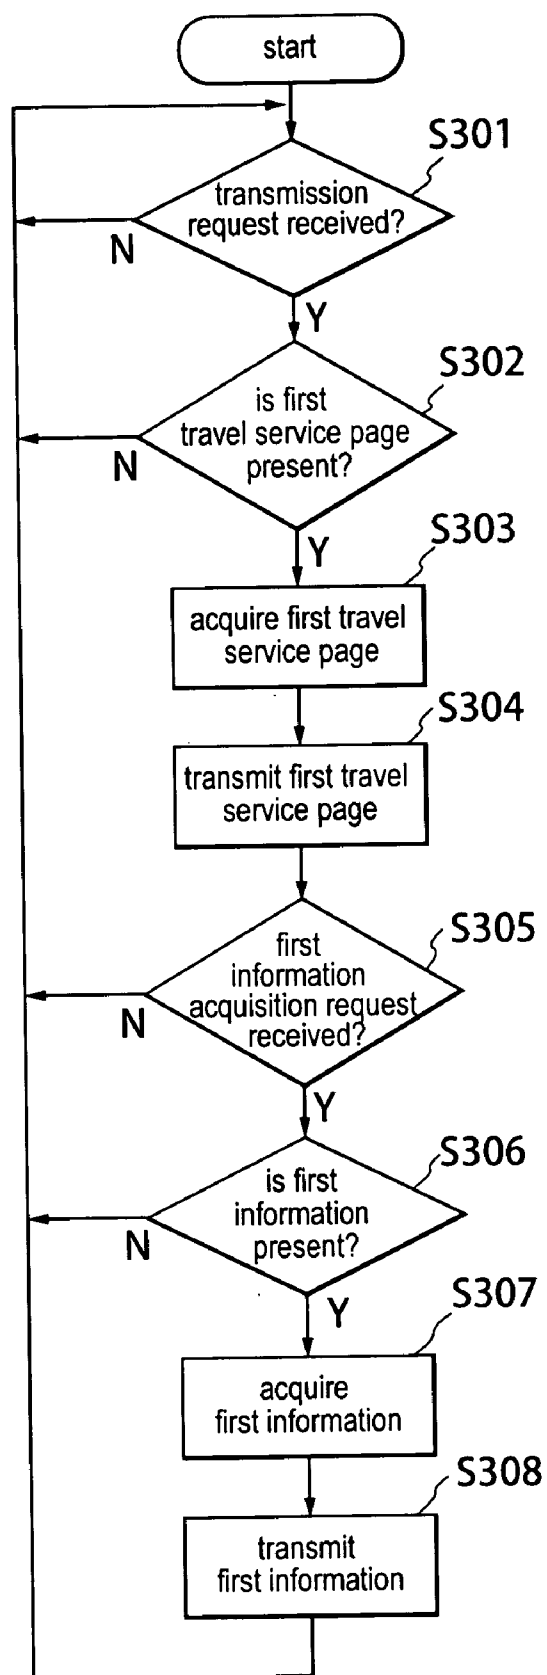 start
S301
transmission
request received?
N
Y
S302
is first
travel service page
present?
N
Y
S303
acquire first travel
service page
S304
transmit first travel
service page
S305
first
information
acquisition request
received?
N
Y
S306
is first
information
present?
N
Y
S307
acquire
first information
S308
transmit
first information